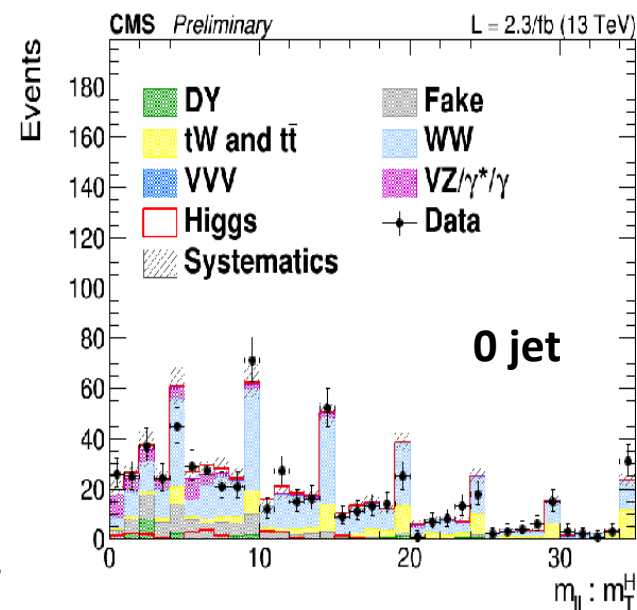 CMS Preliminary L = 2.3/fb (13 TeV)
Events
180
160
140
120
100
80
60
40
20
0
DY Fake
tW and tt̄ WW
VVV VZ/γ*/γ
Higgs Data
Systematics
0 jet
0 10 20 30
m_ll : m_T^H